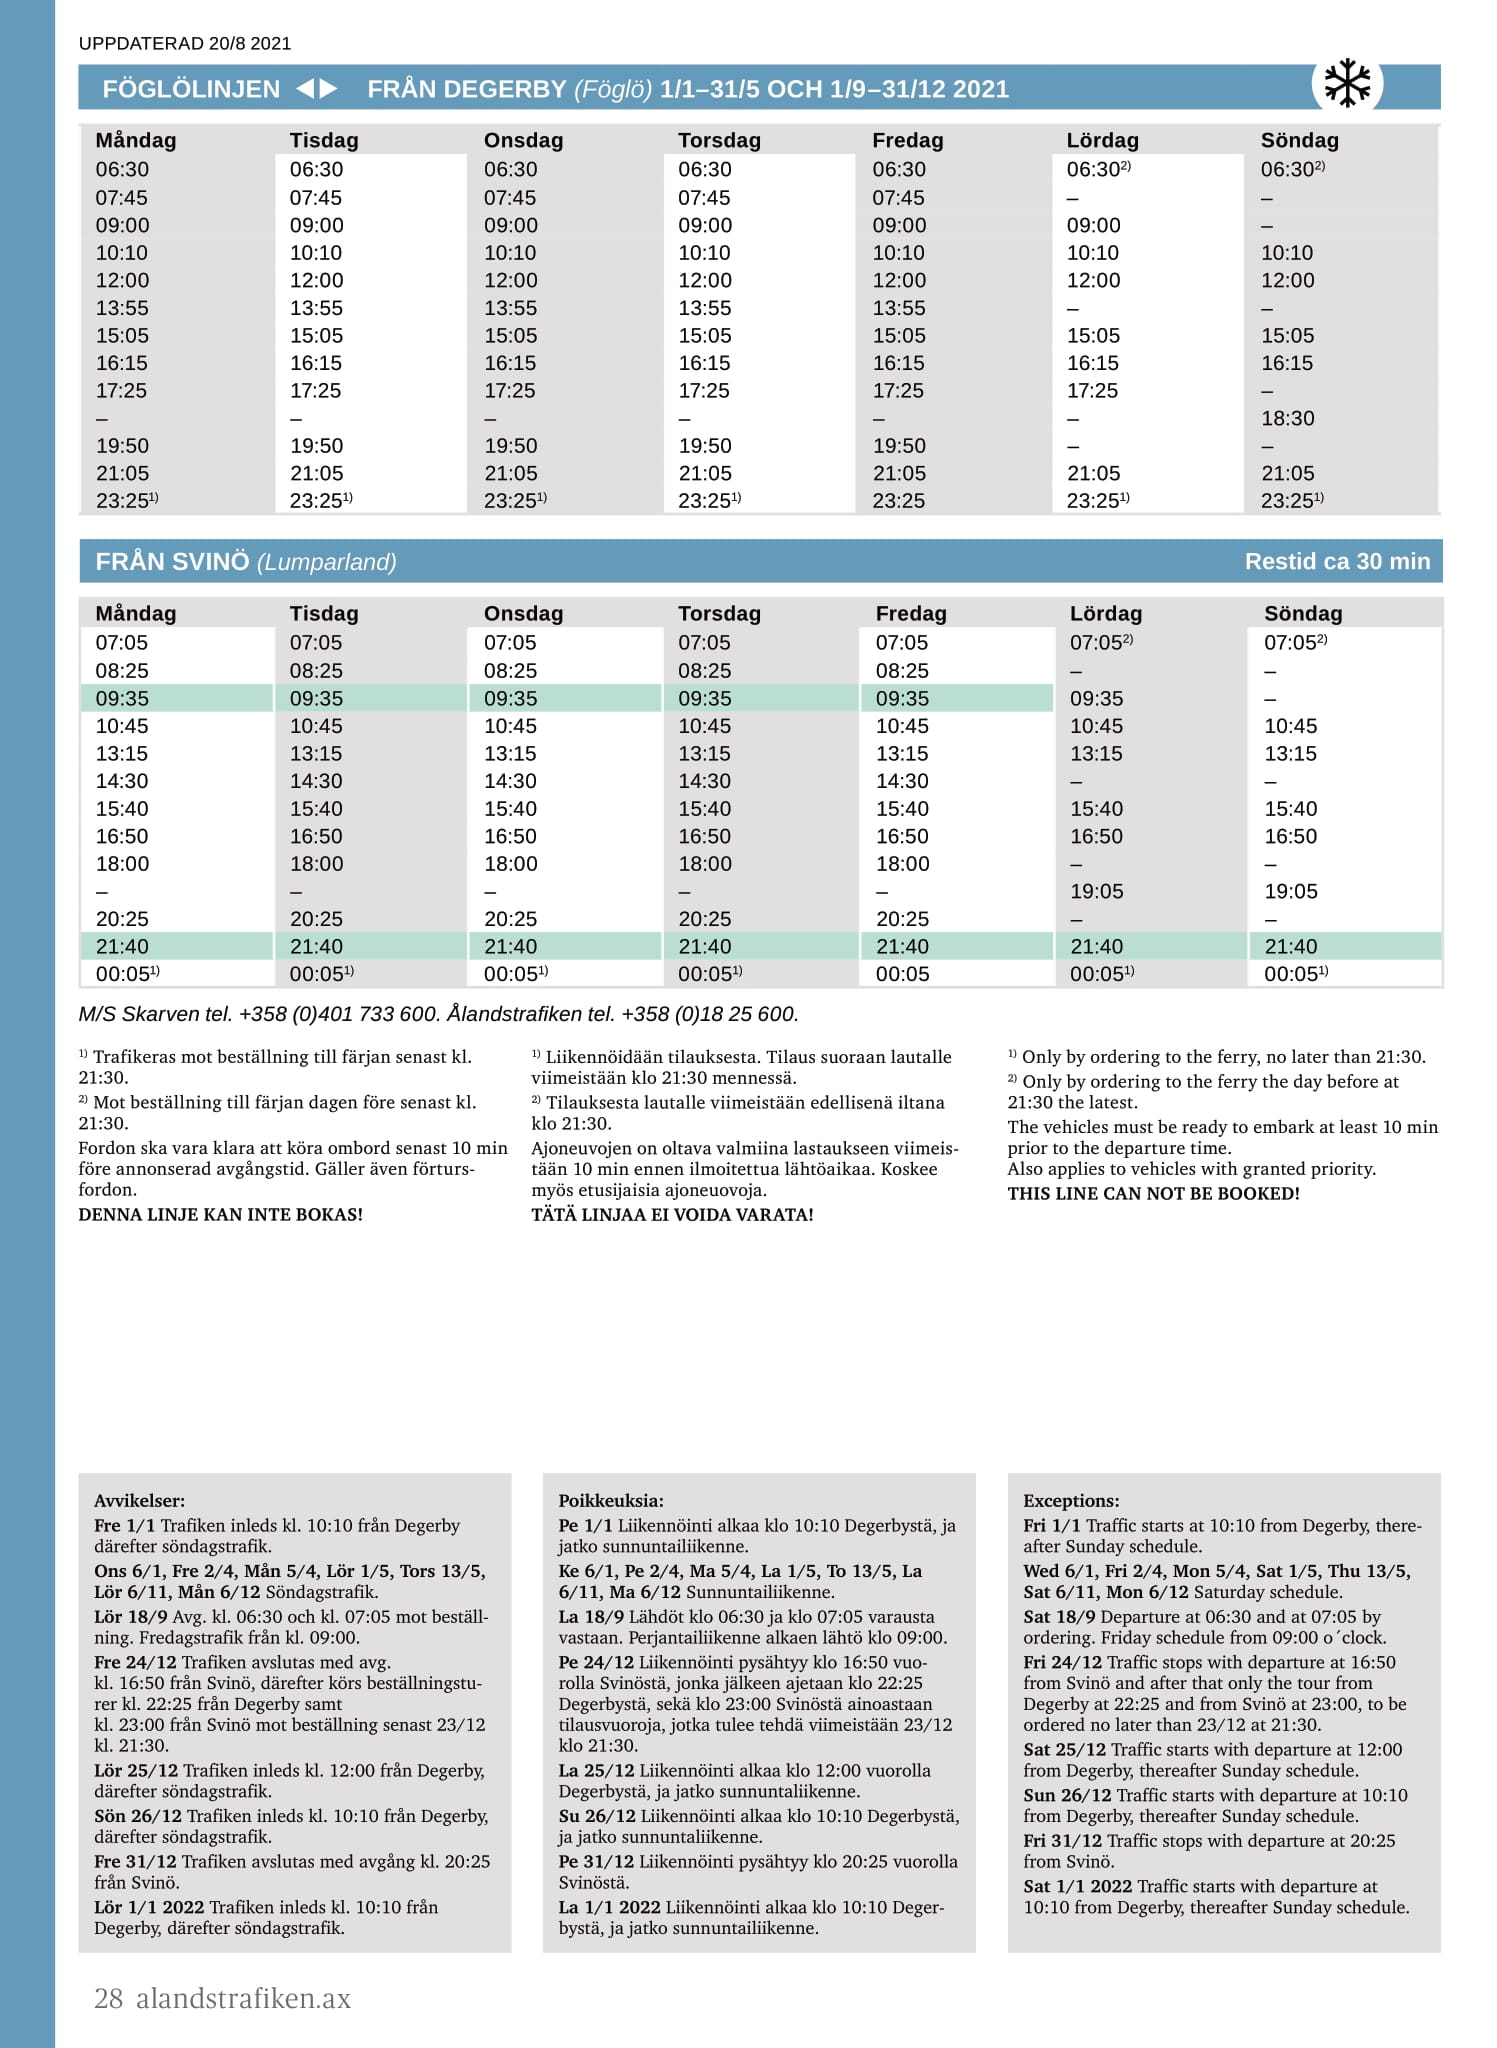 UPPDATERAD 20/8 2021
FÖGLÖLINJEN ◀▶ FRÅN DEGERBY (Föglö) 1/1–31/5 OCH 1/9–31/12 2021
Måndag Tisdag Onsdag Torsdag Fredag Lördag Söndag
06:30 06:30 06:30 06:30 06:30 06:30²⁾ 06:30²⁾
07:45 07:45 07:45 07:45 07:45 – –
09:00 09:00 09:00 09:00 09:00 09:00 –
10:10 10:10 10:10 10:10 10:10 10:10 10:10
12:00 12:00 12:00 12:00 12:00 12:00 12:00
13:55 13:55 13:55 13:55 13:55 – –
15:05 15:05 15:05 15:05 15:05 15:05 15:05
16:15 16:15 16:15 16:15 16:15 16:15 16:15
17:25 17:25 17:25 17:25 17:25 17:25 –
– – – – – – 18:30
19:50 19:50 19:50 19:50 19:50 – –
21:05 21:05 21:05 21:05 21:05 21:05 21:05
23:25¹⁾ 23:25¹⁾ 23:25¹⁾ 23:25¹⁾ 23:25 23:25¹⁾ 23:25¹⁾
FRÅN SVINÖ (Lumparland) Restid ca 30 min
Måndag Tisdag Onsdag Torsdag Fredag Lördag Söndag
07:05 07:05 07:05 07:05 07:05 07:05²⁾ 07:05²⁾
08:25 08:25 08:25 08:25 08:25 – –
09:35 09:35 09:35 09:35 09:35 09:35 –
10:45 10:45 10:45 10:45 10:45 10:45 10:45
13:15 13:15 13:15 13:15 13:15 13:15 13:15
14:30 14:30 14:30 14:30 14:30 – –
15:40 15:40 15:40 15:40 15:40 15:40 15:40
16:50 16:50 16:50 16:50 16:50 16:50 16:50
18:00 18:00 18:00 18:00 18:00 – –
– – – – – 19:05 19:05
20:25 20:25 20:25 20:25 20:25 – –
21:40 21:40 21:40 21:40 21:40 21:40 21:40
00:05¹⁾ 00:05¹⁾ 00:05¹⁾ 00:05¹⁾ 00:05 00:05¹⁾ 00:05¹⁾
M/S Skarven tel. +358 (0)401 733 600. Ålandstrafiken tel. +358 (0)18 25 600.
¹⁾ Trafikeras mot beställning till färjan senast kl.
21:30.
²⁾ Mot beställning till färjan dagen före senast kl.
21:30.
Fordon ska vara klara att köra ombord senast 10 min
före annonserad avgångstid. Gäller även förturs-
fordon.
DENNA LINJE KAN INTE BOKAS!
¹⁾ Liikennöidään tilauksesta. Tilaus suoraan lautalle
viimeistään klo 21:30 mennessä.
²⁾ Tilauksesta lautalle viimeistään edellisenä iltana
klo 21:30.
Ajoneuvojen on oltava valmiina lastaukseen viimeis-
tään 10 min ennen ilmoitettua lähtöaikaa. Koskee
myös etusijaisia ajoneuovoja.
TÄTÄ LINJAA EI VOIDA VARATA!
¹⁾ Only by ordering to the ferry, no later than 21:30.
²⁾ Only by ordering to the ferry the day before at
21:30 the latest.
The vehicles must be ready to embark at least 10 min
prior to the departure time.
Also applies to vehicles with granted priority.
THIS LINE CAN NOT BE BOOKED!
Avvikelser:
Fre 1/1 Trafiken inleds kl. 10:10 från Degerby
därefter söndagstrafik.
Ons 6/1, Fre 2/4, Mån 5/4, Lör 1/5, Tors 13/5,
Lör 6/11, Mån 6/12 Söndagstrafik.
Lör 18/9 Avg. kl. 06:30 och kl. 07:05 mot beställ-
ning. Fredagstrafik från kl. 09:00.
Fre 24/12 Trafiken avslutas med avg.
kl. 16:50 från Svinö, därefter körs beställningstu-
rer kl. 22:25 från Degerby samt
kl. 23:00 från Svinö mot beställning senast 23/12
kl. 21:30.
Lör 25/12 Trafiken inleds kl. 12:00 från Degerby,
därefter söndagstrafik.
Sön 26/12 Trafiken inleds kl. 10:10 från Degerby,
därefter söndagstrafik.
Fre 31/12 Trafiken avslutas med avgång kl. 20:25
från Svinö.
Lör 1/1 2022 Trafiken inleds kl. 10:10 från
Degerby, därefter söndagstrafik.
Poikkeuksia:
Pe 1/1 Liikennöinti alkaa klo 10:10 Degerbystä, ja
jatko sunnuntailiikenne.
Ke 6/1, Pe 2/4, Ma 5/4, La 1/5, To 13/5, La
6/11, Ma 6/12 Sunnuntailiikenne.
La 18/9 Lähdöt klo 06:30 ja klo 07:05 varausta
vastaan. Perjantailiikenne alkaen lähtö klo 09:00.
Pe 24/12 Liikennöinti pysähtyy klo 16:50 vuo-
rolla Svinöstä, jonka jälkeen ajetaan klo 22:25
Degerbystä, sekä klo 23:00 Svinöstä ainoastaan
tilausvuoroja, jotka tulee tehdä viimeistään 23/12
klo 21:30.
La 25/12 Liikennöinti alkaa klo 12:00 vuorolla
Degerbystä, ja jatko sunnuntaliikenne.
Su 26/12 Liikennöinti alkaa klo 10:10 Degerbystä,
ja jatko sunnuntaliikenne.
Pe 31/12 Liikennöinti pysähtyy klo 20:25 vuorolla
Svinöstä.
La 1/1 2022 Liikennöinti alkaa klo 10:10 Deger-
bystä, ja jatko sunnuntailiikenne.
Exceptions:
Fri 1/1 Traffic starts at 10:10 from Degerby, there-
after Sunday schedule.
Wed 6/1, Fri 2/4, Mon 5/4, Sat 1/5, Thu 13/5,
Sat 6/11, Mon 6/12 Saturday schedule.
Sat 18/9 Departure at 06:30 and at 07:05 by
ordering. Friday schedule from 09:00 o´clock.
Fri 24/12 Traffic stops with departure at 16:50
from Svinö and after that only the tour from
Degerby at 22:25 and from Svinö at 23:00, to be
ordered no later than 23/12 at 21:30.
Sat 25/12 Traffic starts with departure at 12:00
from Degerby, thereafter Sunday schedule.
Sun 26/12 Traffic starts with departure at 10:10
from Degerby, thereafter Sunday schedule.
Fri 31/12 Traffic stops with departure at 20:25
from Svinö.
Sat 1/1 2022 Traffic starts with departure at
10:10 from Degerby, thereafter Sunday schedule.
28 alandstrafiken.ax